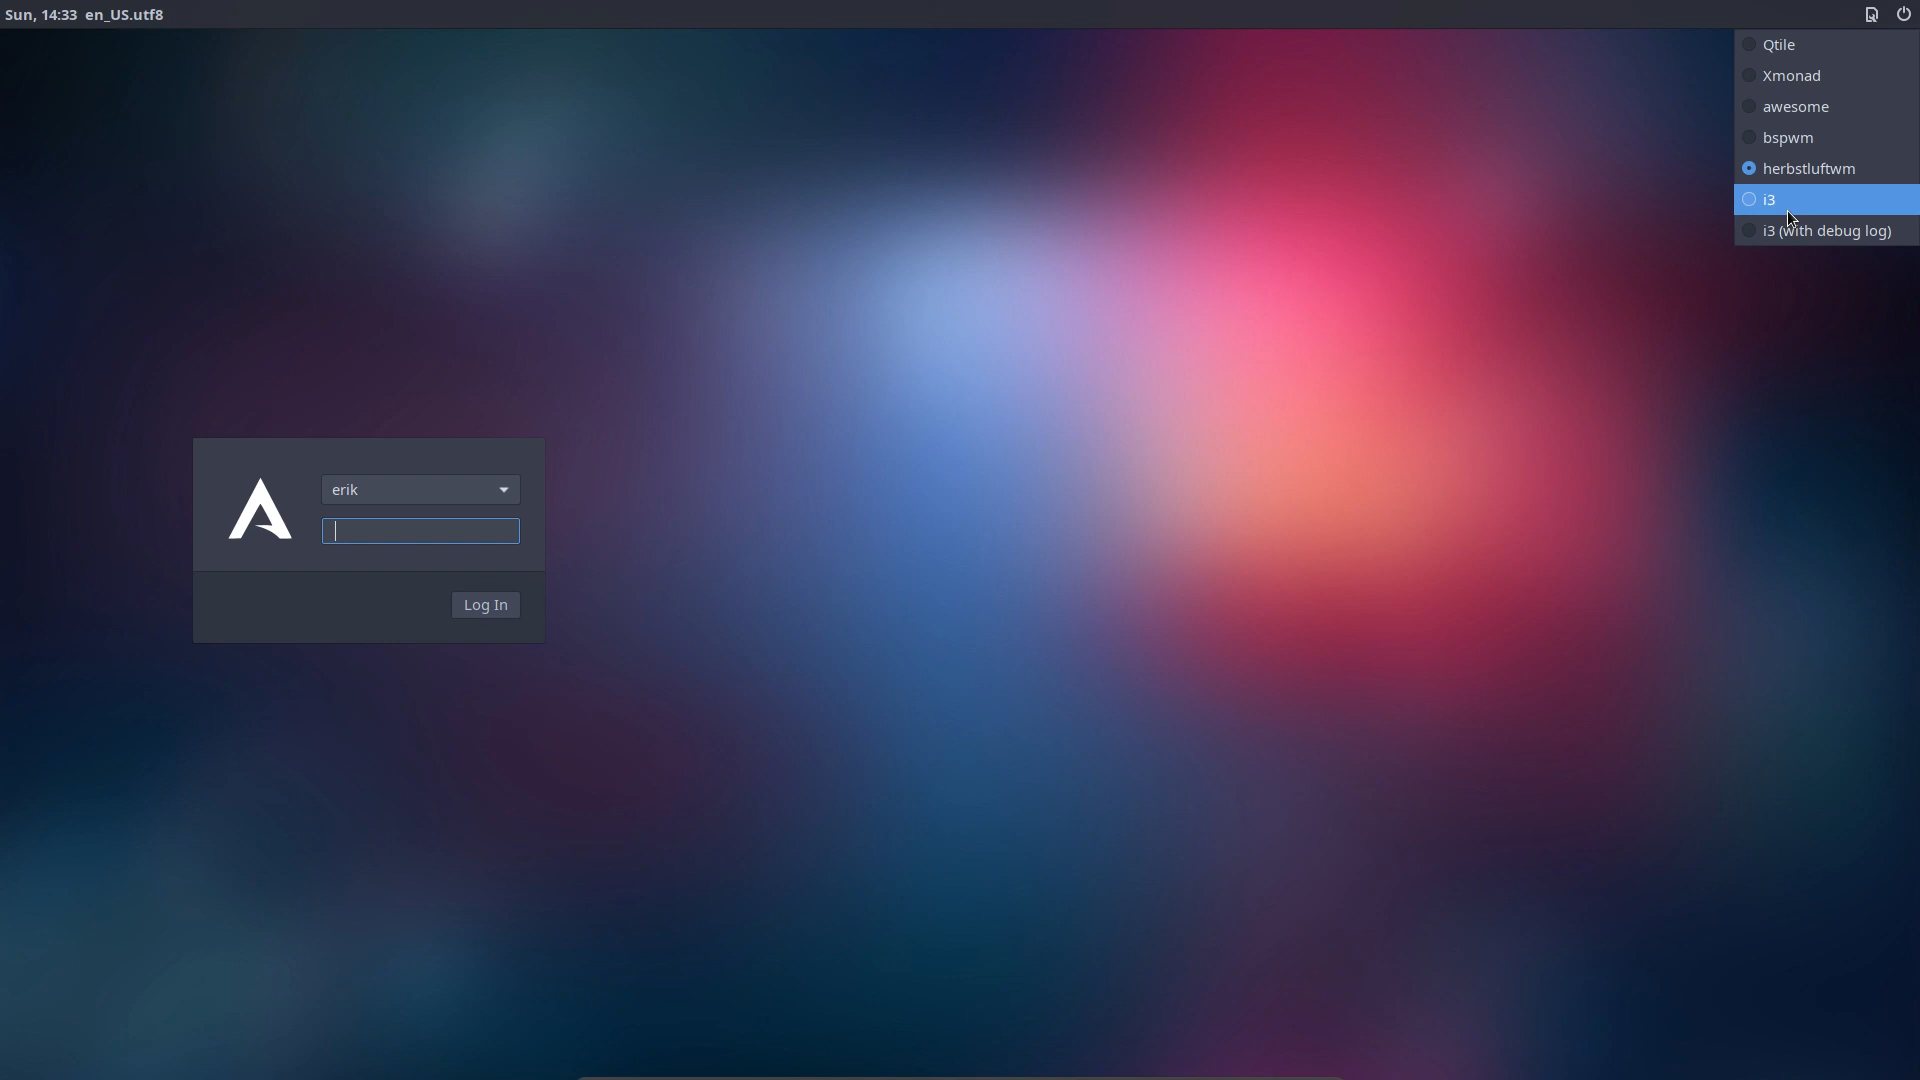 Sun, 14:33 en_US.utf8
Qtile
Xmonad
awesome
bspwm
herbstluftwm
i3
i3 (with debug log)
erik
Log In